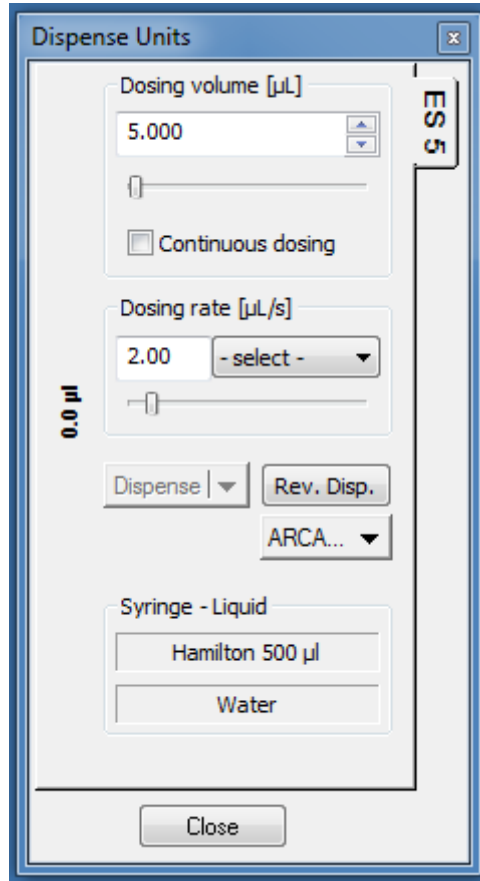 Dispense Units
ES 5
Dosing volume [µL]
5.000
Continuous dosing
Dosing rate [µL/s]
2.00 - select -
0.0 µl
Dispense Rev. Disp.
ARCA...
Syringe - Liquid
Hamilton 500 µl
Water
Close